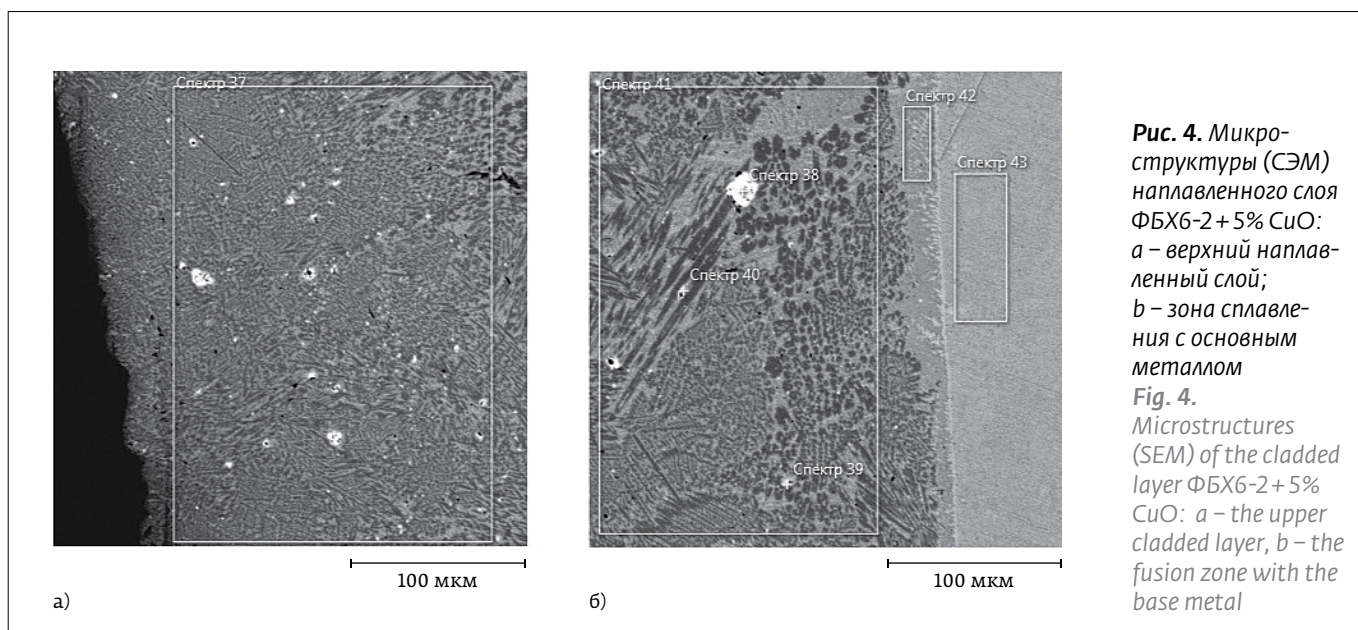 Спектр 37
100 мкм
а)
Спектр 41
Спектр 42
Спектр 43
Спектр 38
Спектр 40
Спектр 39
100 мкм
б)
Рис. 4. Микро-
структуры (СЭМ)
наплавленного слоя
ФБХ6-2 + 5% CuO:
a – верхний наплав-
ленный слой;
b – зона сплавле-
ния с основным
металлом
Fig. 4.
Microstructures
(SEM) of the cladded
layer ФБХ6-2 + 5%
CuO: a – the upper
cladded layer, b – the
fusion zone with the
base metal